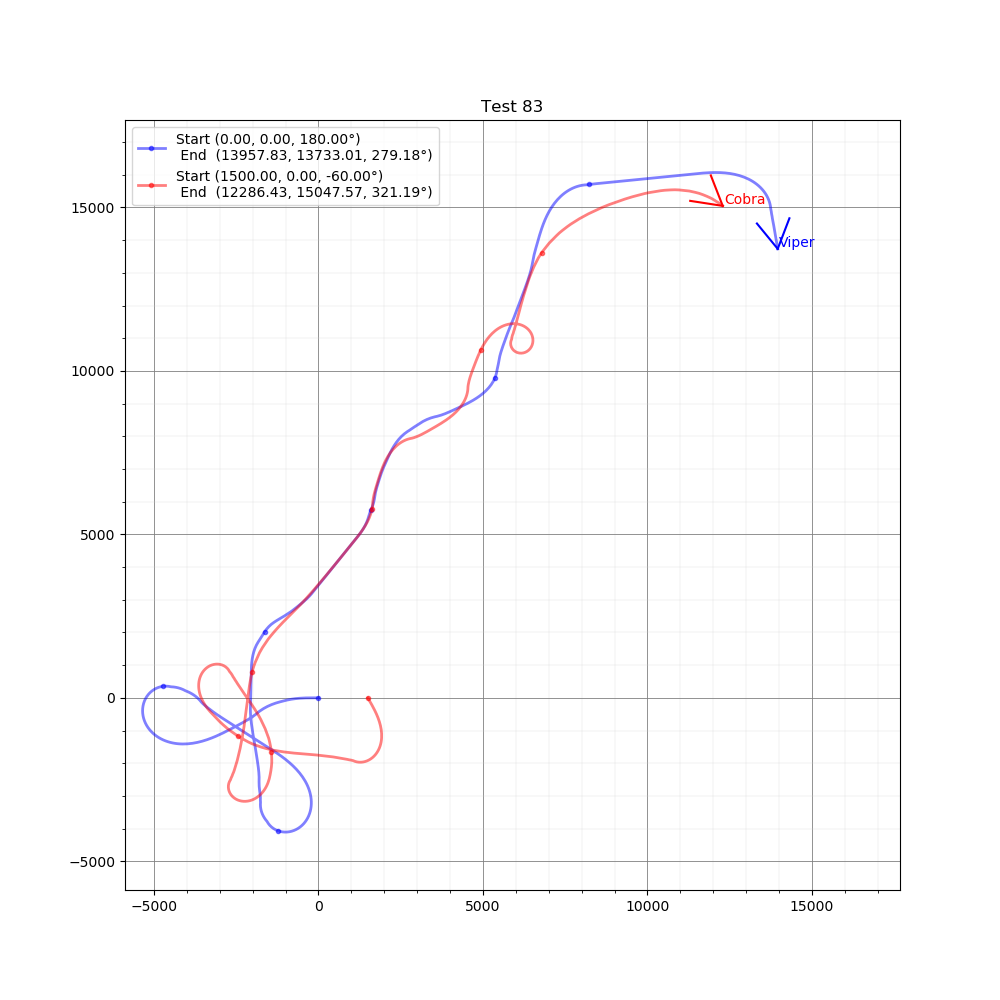 Test 83
Start (0.00, 0.00, 180.00°)
End  (13957.83, 13733.01, 279.18°)
Start (1500.00, 0.00, -60.00°)
End  (12286.43, 15047.57, 321.19°)
15000
Cobra
Viper
10000
5000
0
−5000
−5000
0
5000
10000
15000